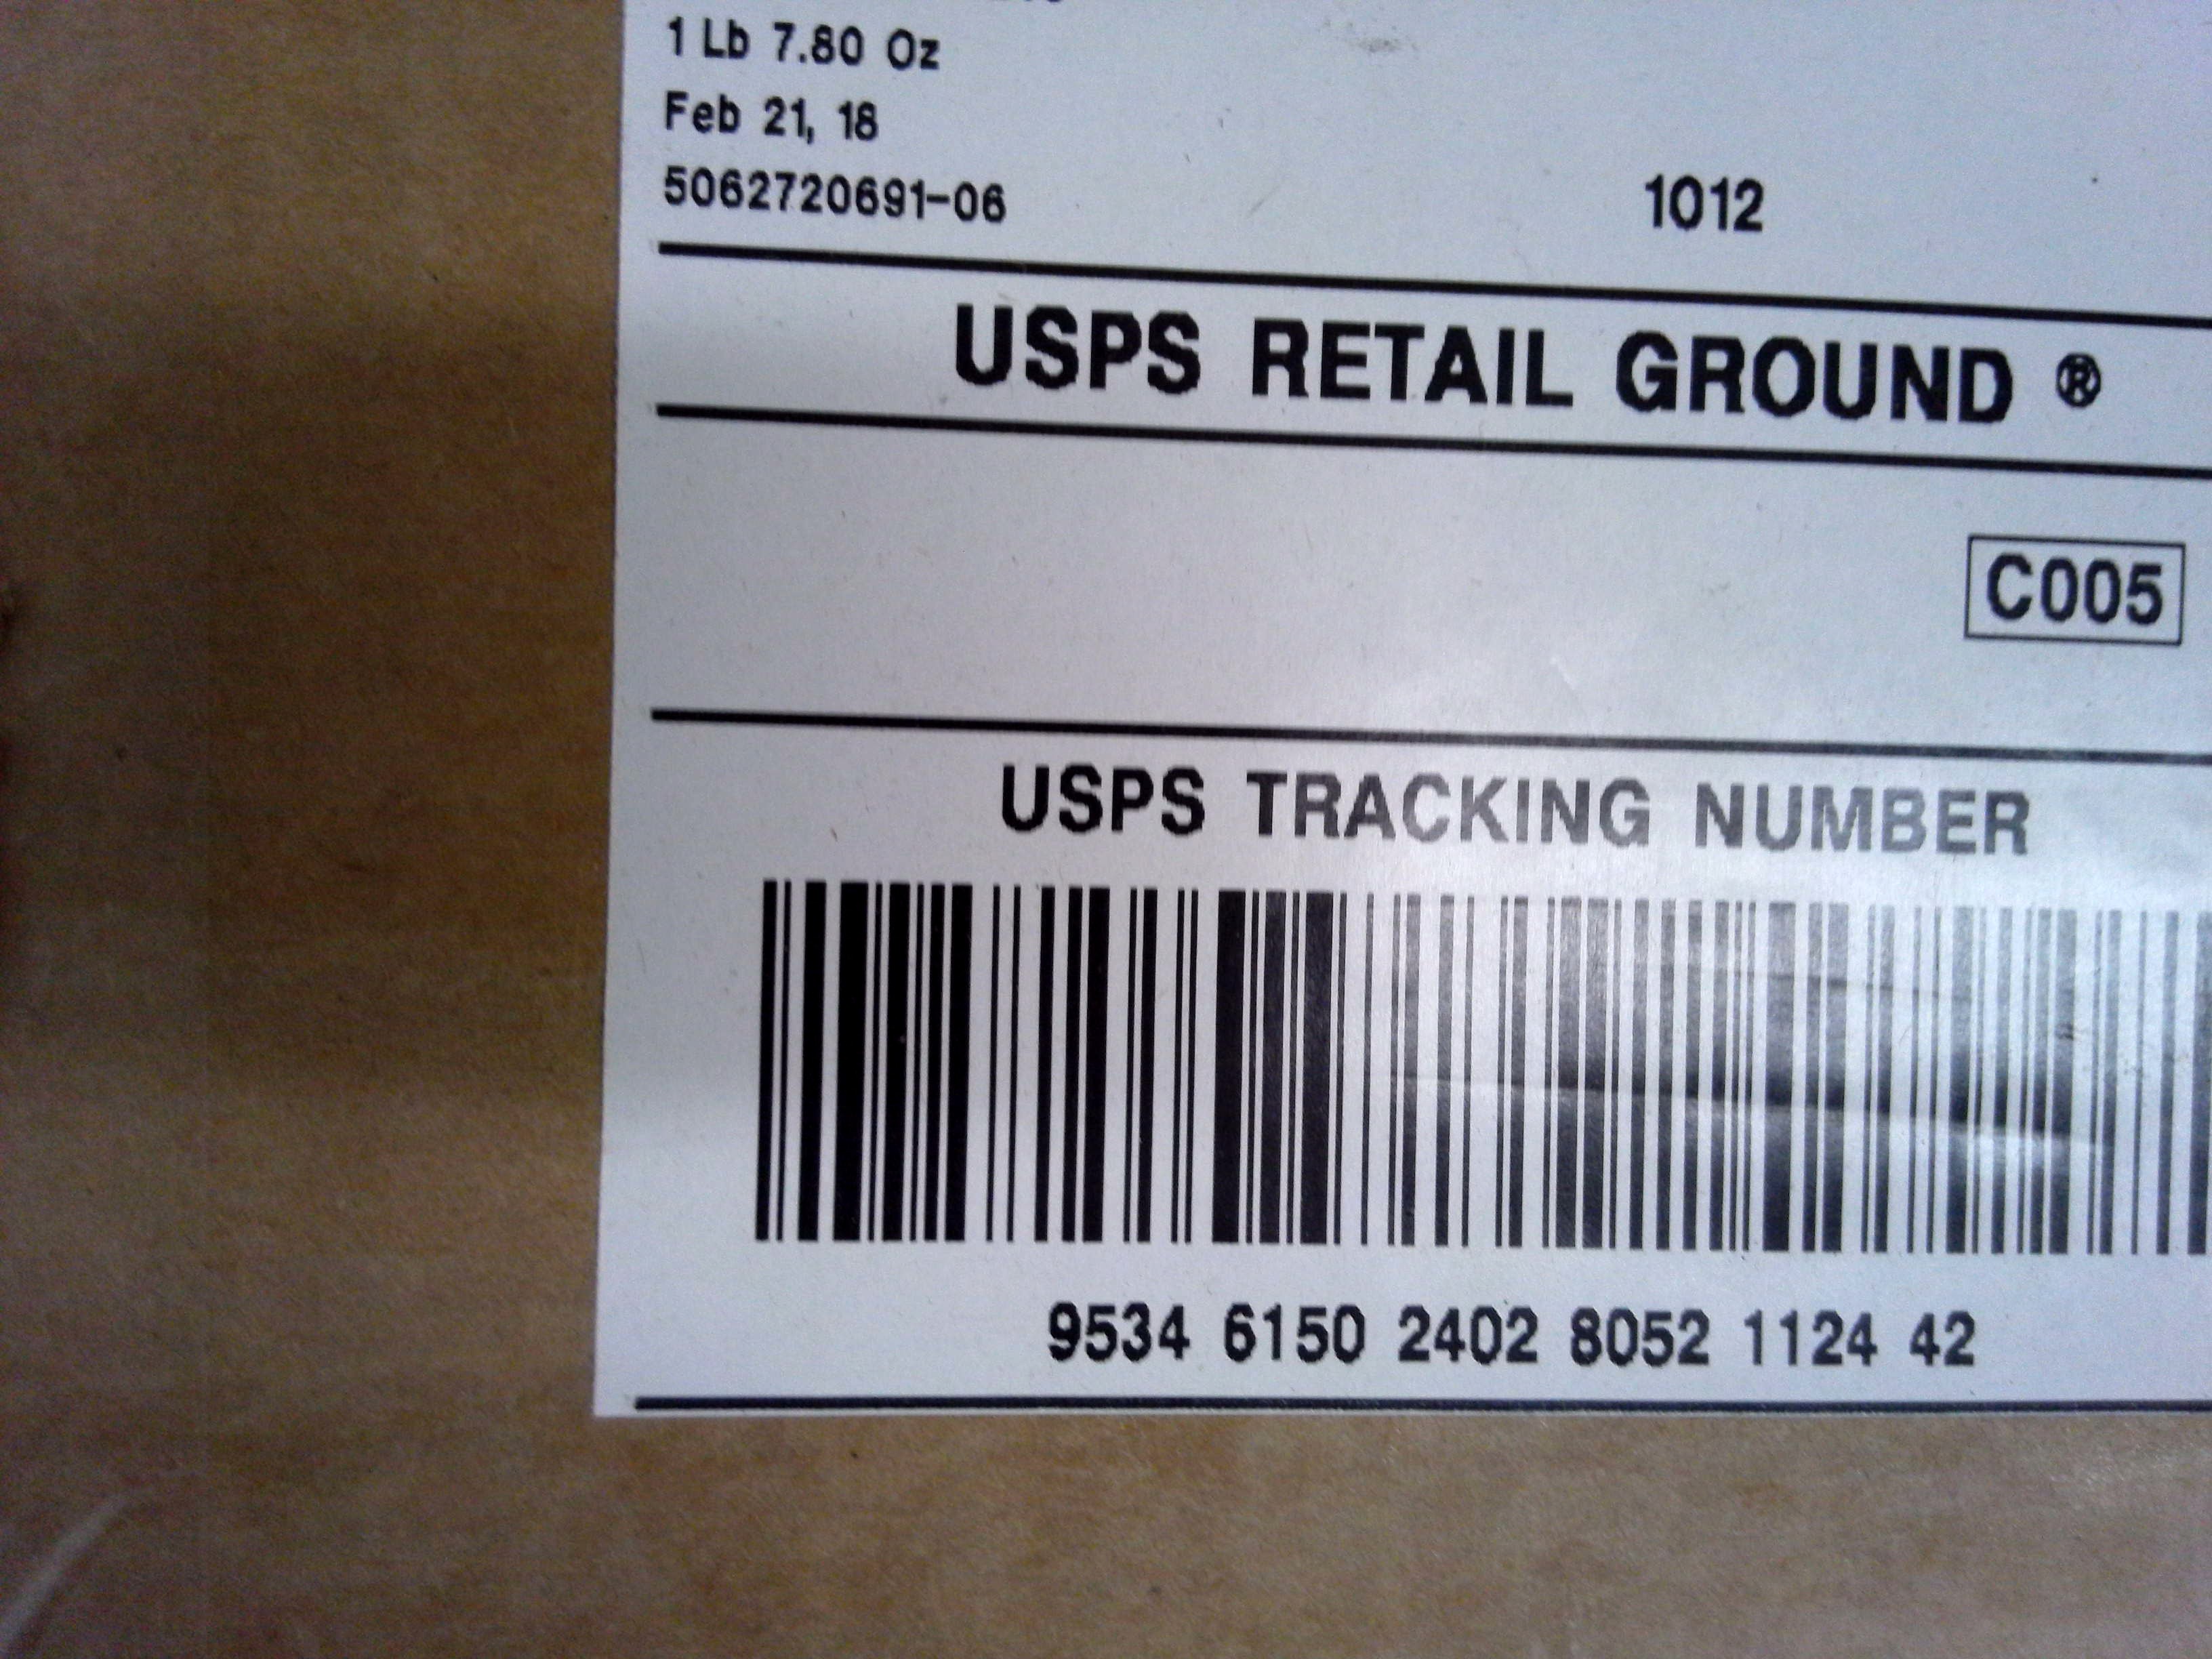 1 Lb 7.80 Oz
Feb 21, 18
5062720691-06
1012
USPS RETAIL GROUND ®
C005
USPS TRACKING NUMBER
9534 6150 2402 8052 1124 42